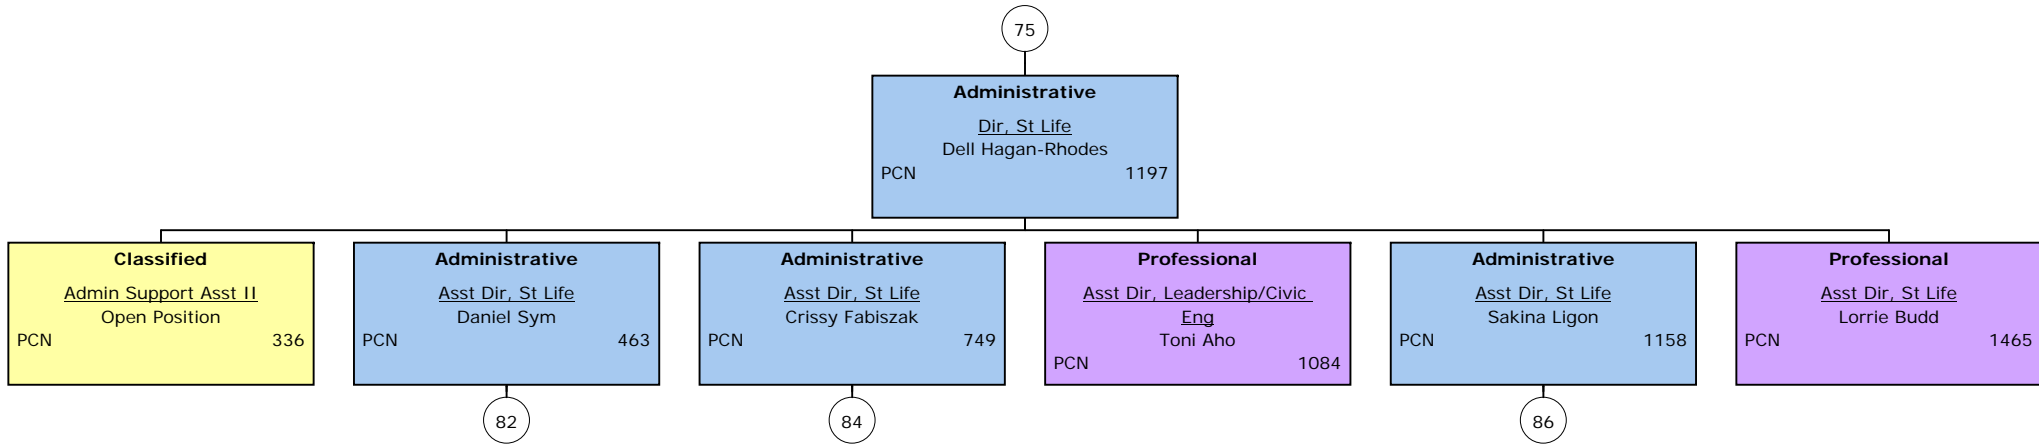 75
Administrative
Dir, St Life
Dell Hagan-Rhodes
PCN 1197
Classified
Admin Support Asst II
Open Position
PCN 336
Administrative
Asst Dir, St Life
Daniel Sym
PCN 463
82
Administrative
Asst Dir, St Life
Crissy Fabiszak
PCN 749
84
Professional
Asst Dir, Leadership/Civic
Eng
Toni Aho
PCN 1084
Administrative
Asst Dir, St Life
Sakina Ligon
PCN 1158
86
Professional
Asst Dir, St Life
Lorrie Budd
PCN 1465